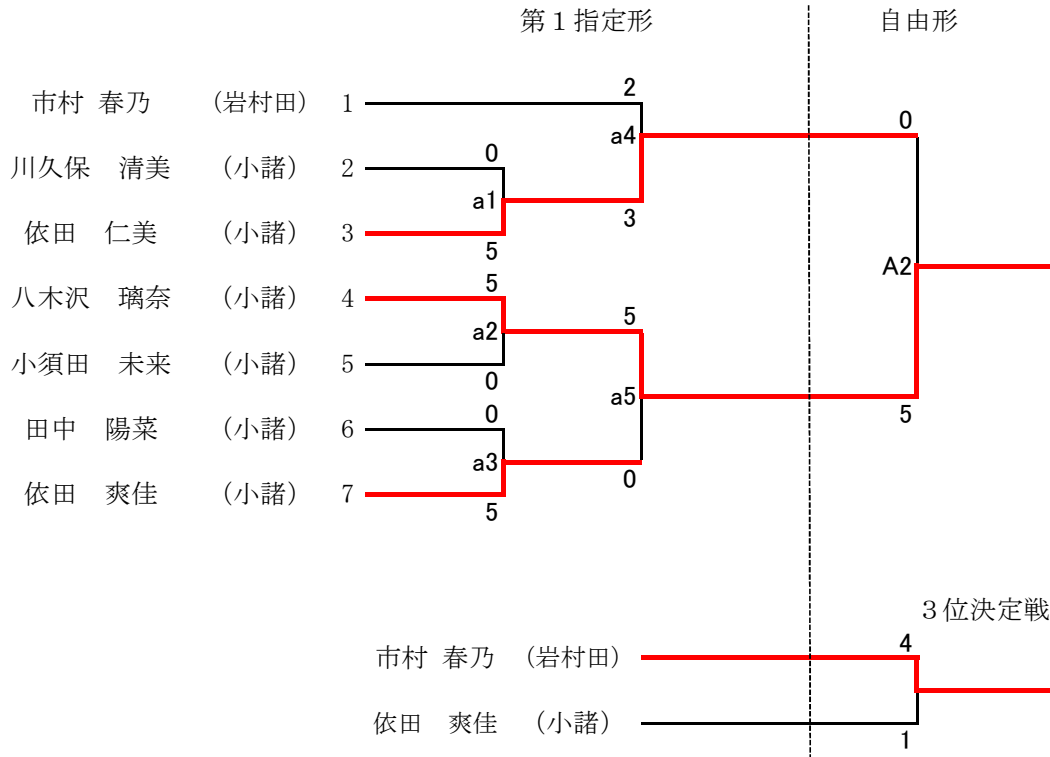 第１指定形 自由形
2
市村 春乃 （岩村田） 1
0
a4
0
川久保 清美 （小諸） 2
a1
3
依田 仁美 （小諸） 3
5
A2
5
八木沢 璃奈 （小諸） 4
5
a2
小須田 未来 （小諸） 5
0
a5
0
5
田中 陽菜 （小諸） 6
a3
0
依田 爽佳 （小諸） 7
5
３位決定戦
4
市村 春乃 （岩村田）
依田 爽佳 （小諸）
1